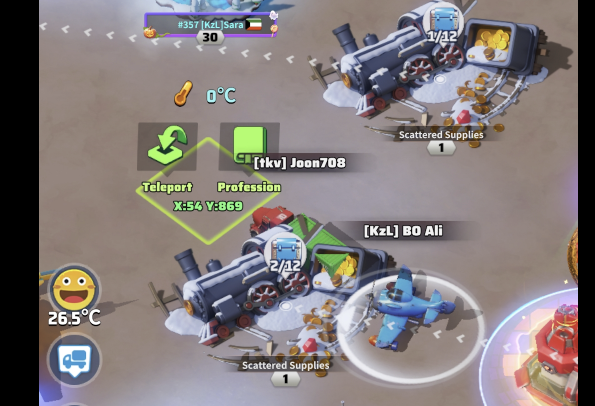 #357 [KzL]Sara
30
1/12
0°C
Scattered Supplies
1
[tkv] Joon708
Teleport
Profession
X:54 Y:869
[KzL] BO Ali
2/12
26.5°C
Scattered Supplies
1